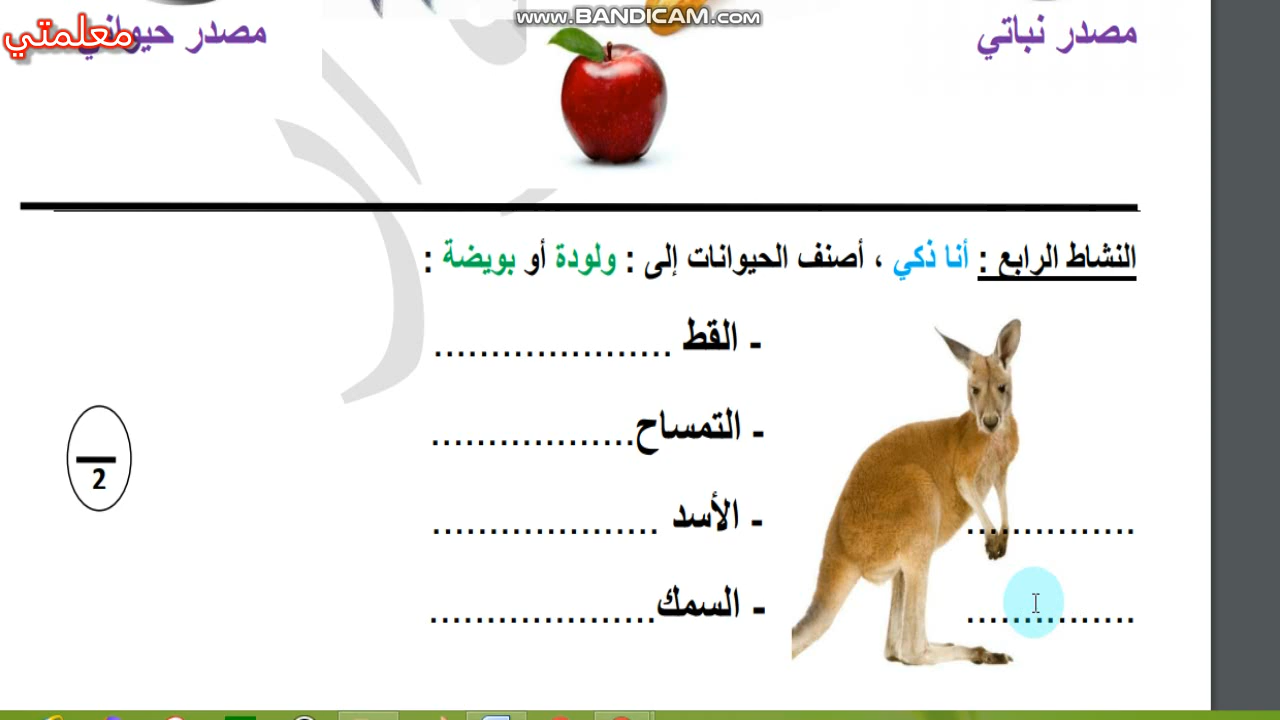 WWW.BANDICAM.COM
معلمتي
مصدر نباتي
مصدر حيواني
النشاط الرابع : أنا ذكي ، أصنف الحيوانات إلى : ولودة أو بويضة :
- القط .....................
- التمساح..................
- الأسد ....................
...............
- السمك....................
...............
2